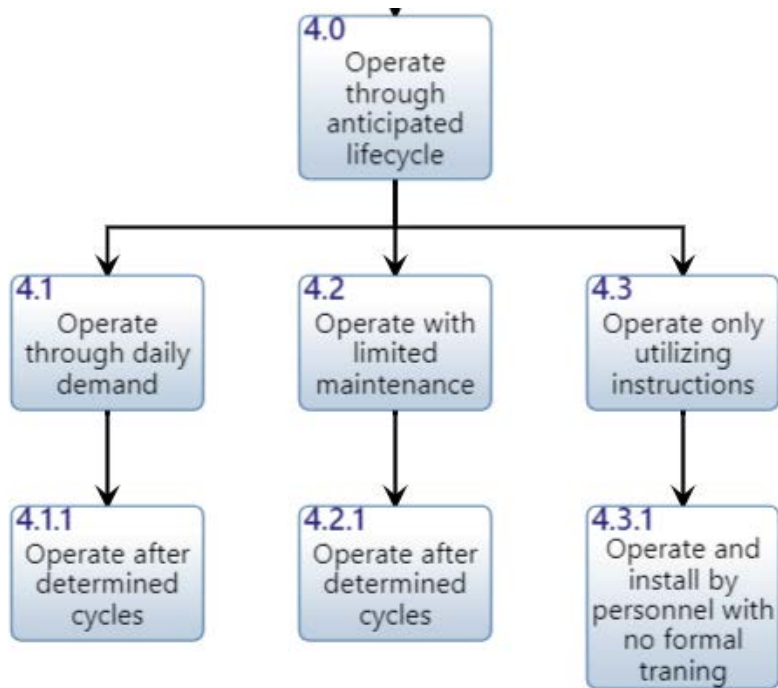 4.0
Operate
through
anticipated
lifecycle
4.1
Operate
through daily
demand
4.2
Operate with
limited
maintenance
4.3
Operate only
utilizing
instructions
4.1.1
Operate after
determined
cycles
4.2.1
Operate after
determined
cycles
4.3.1
Operate and
install by
personnel with
no formal
traning